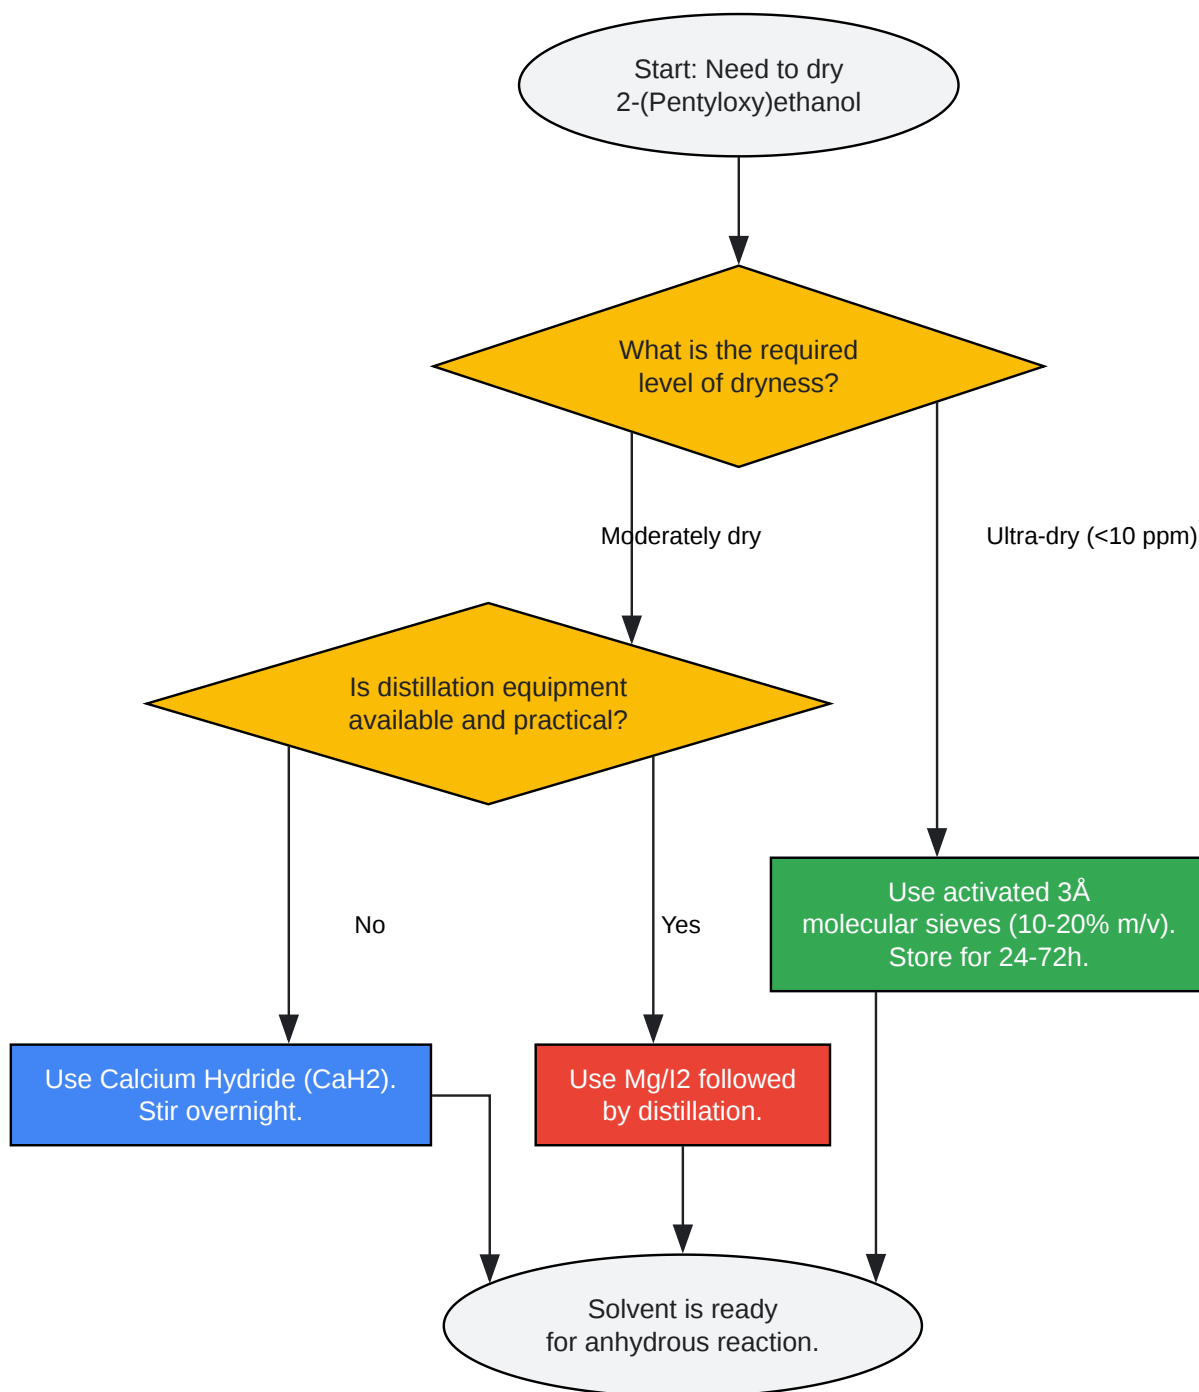 Start: Need to dry
2-(Pentyloxy)ethanol
What is the required
level of dryness?
Moderately dry
Ultra-dry (<10 ppm)
Is distillation equipment
available and practical?
No
Yes
Use activated 3Å
molecular sieves (10-20% m/v).
Store for 24-72h.
Use Calcium Hydride (CaH2).
Stir overnight.
Use Mg/I2 followed
by distillation.
Solvent is ready
for anhydrous reaction.